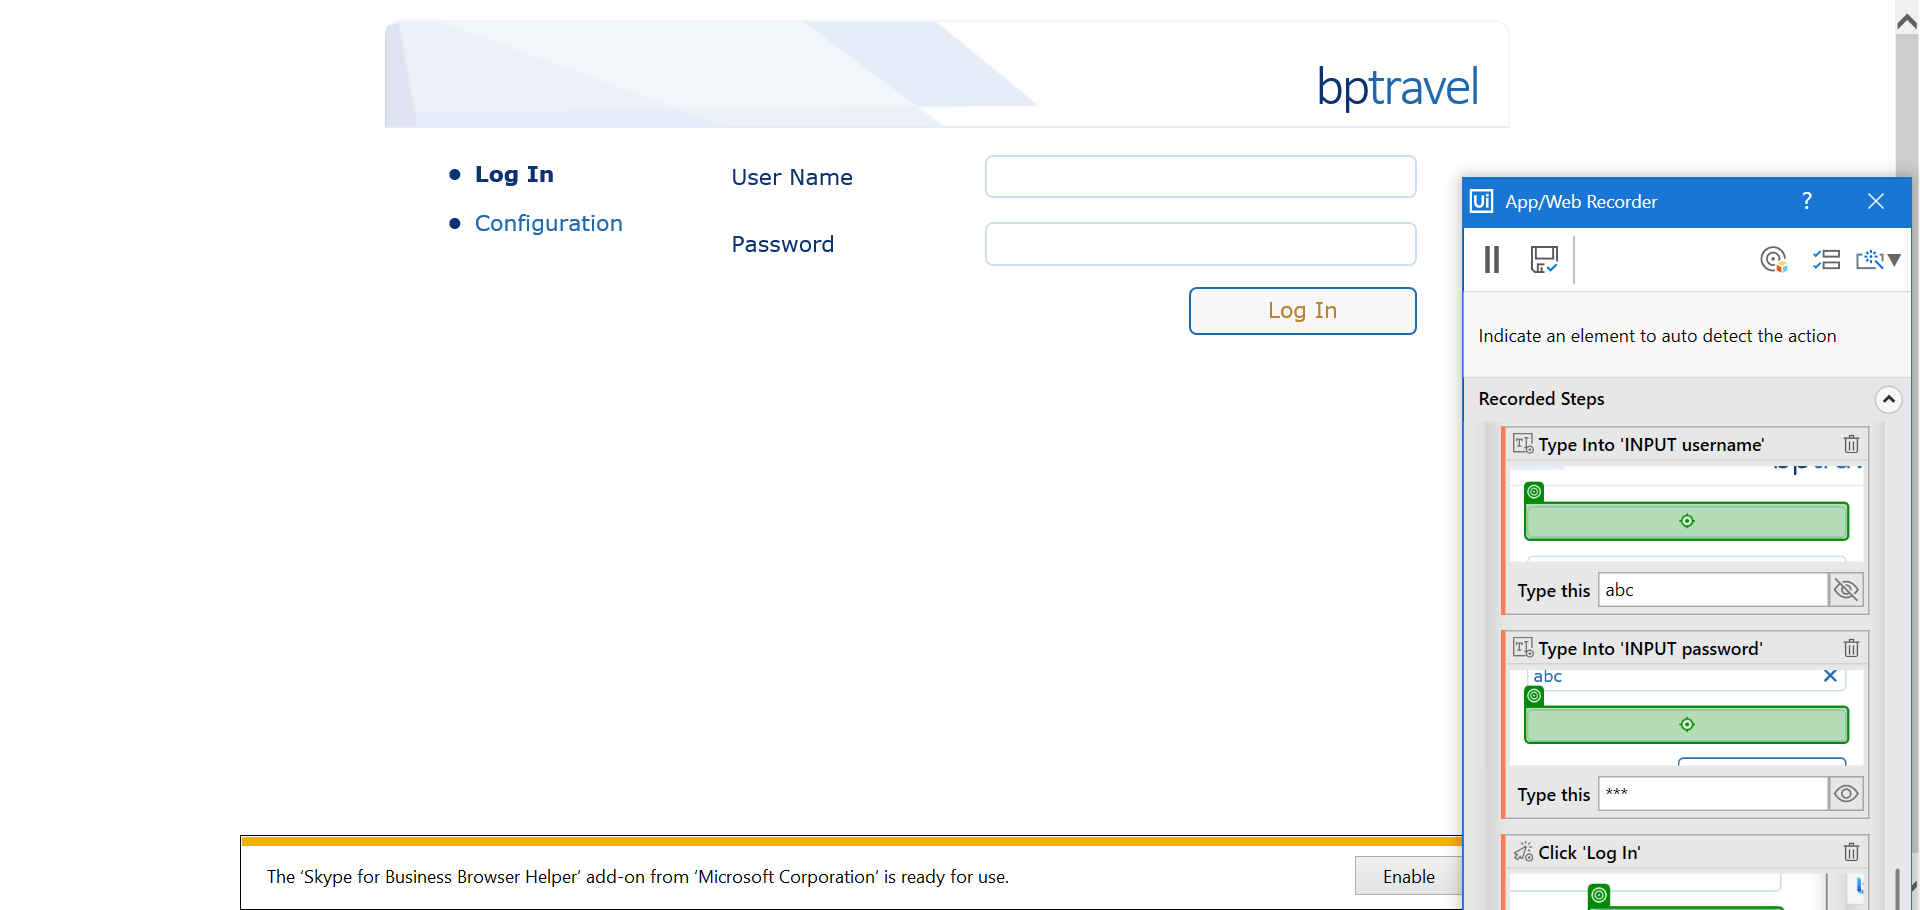 bptravel
Log In
Configuration
User Name
Password
Log In
The ‘Skype for Business Browser Helper’ add-on from ‘Microsoft Corporation’ is ready for use.
Enable
Ui App/Web Recorder ?
Indicate an element to auto detect the action
Recorded Steps
Type Into 'INPUT username'
Type this abc
Type Into 'INPUT password'
abc
Type this ***
Click 'Log In'